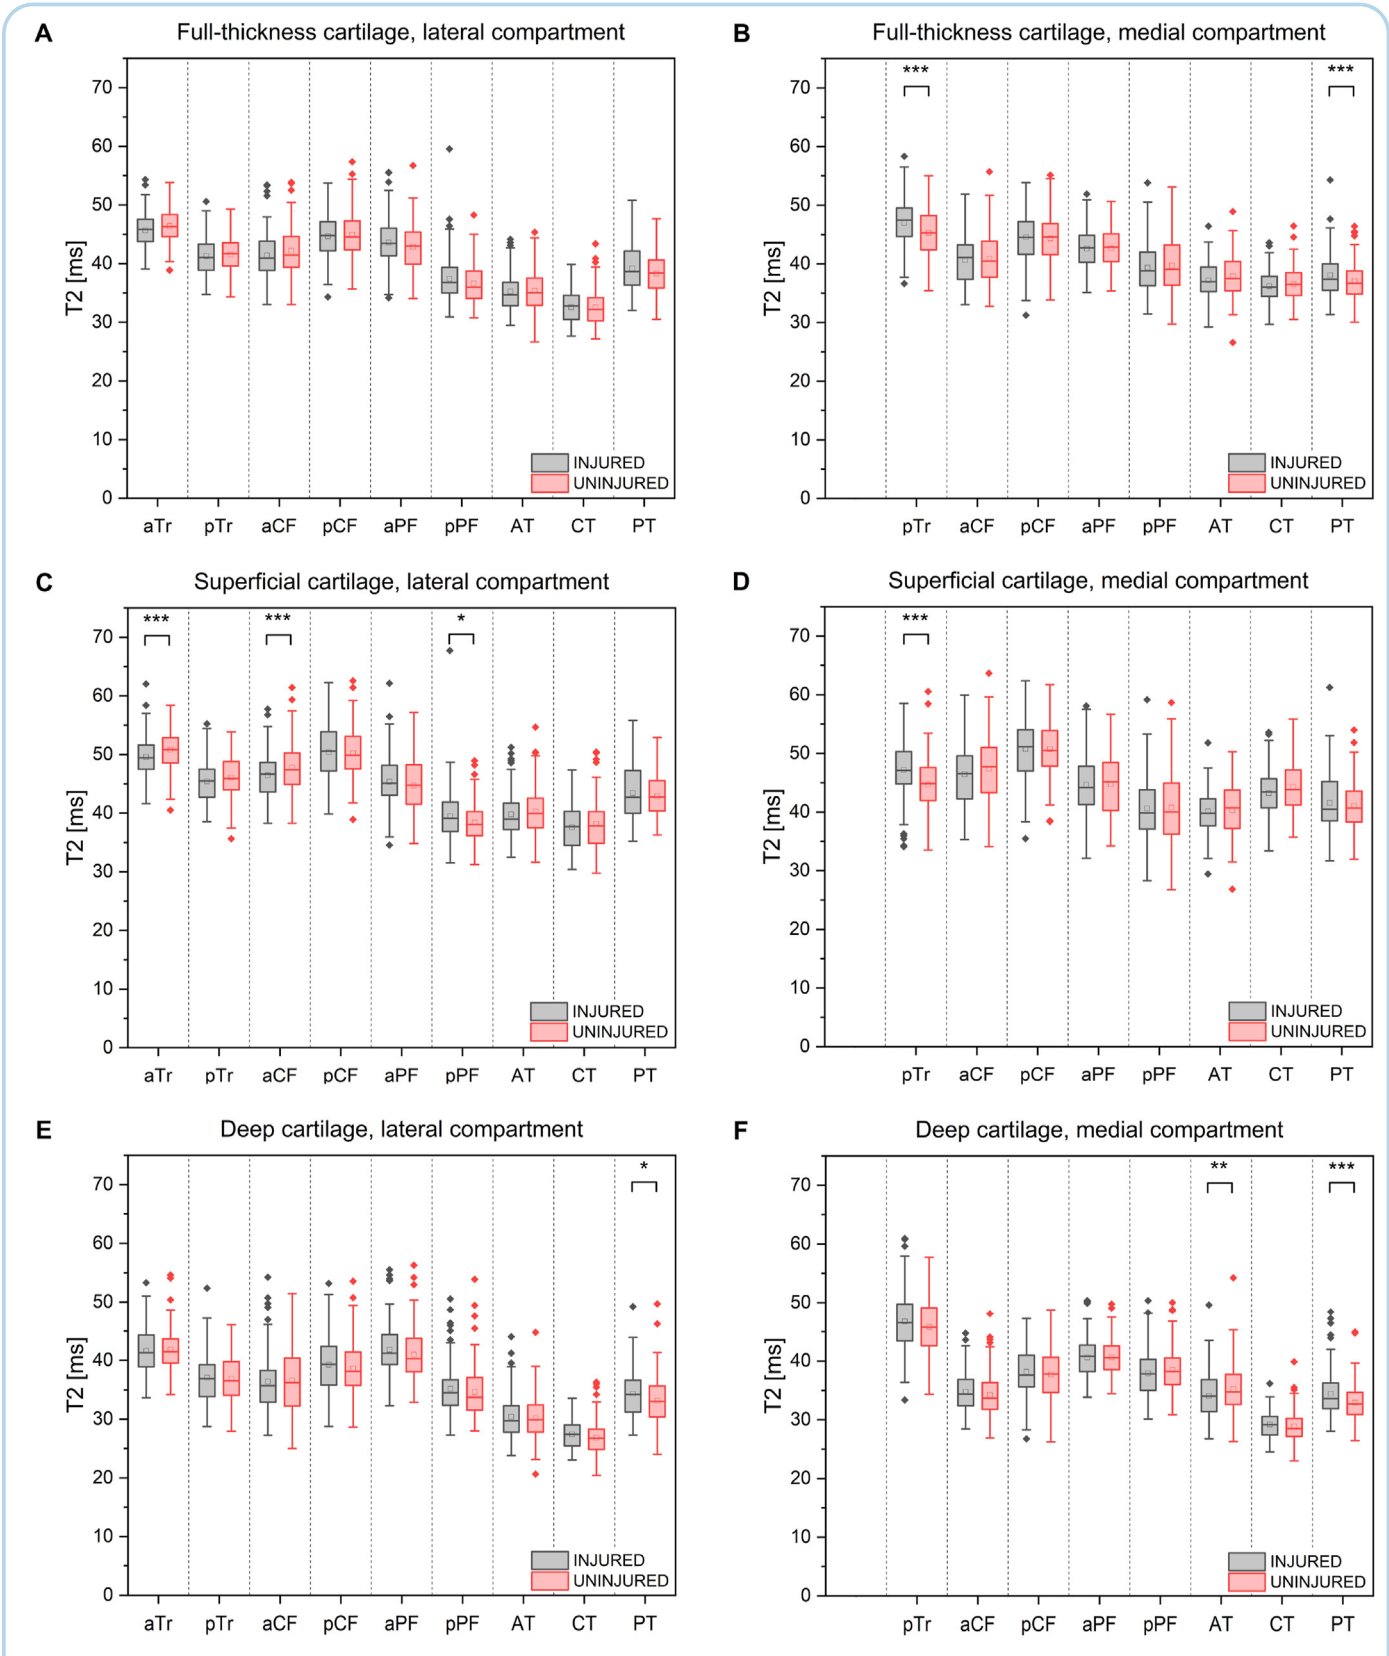 A
Full-thickness cartilage, lateral compartment
***
T2 [ms]
70
60
50
40
30
20
10
0
INJURED
UNINJURED
aTr pTr aCF pCF aPF pPF AT CT PT
B
Full-thickness cartilage, medial compartment
*** ***
T2 [ms]
70
60
50
40
30
20
10
0
INJURED
UNINJURED
pTr aCF pCF aPF pPF AT CT PT
C
Superficial cartilage, lateral compartment
*** *** *
T2 [ms]
70
60
50
40
30
20
10
0
INJURED
UNINJURED
aTr pTr aCF pCF aPF pPF AT CT PT
D
Superficial cartilage, medial compartment
***
T2 [ms]
70
60
50
40
30
20
10
0
INJURED
UNINJURED
pTr aCF pCF aPF pPF AT CT PT
E
Deep cartilage, lateral compartment
*
T2 [ms]
70
60
50
40
30
20
10
0
INJURED
UNINJURED
aTr pTr aCF pCF aPF pPF AT CT PT
F
Deep cartilage, medial compartment
** ***
T2 [ms]
70
60
50
40
30
20
10
0
INJURED
UNINJURED
pTr aCF pCF aPF pPF AT CT PT